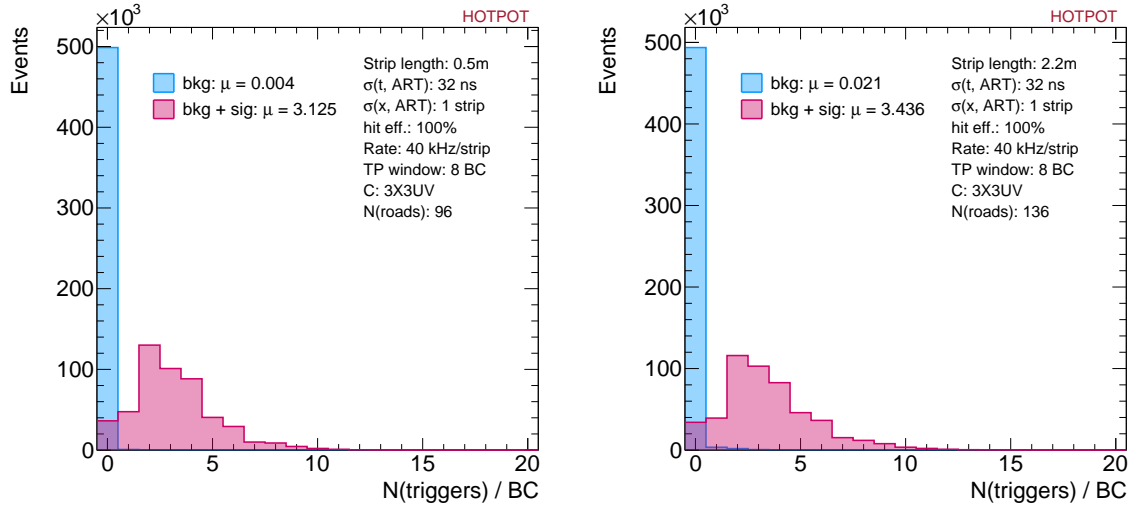 ×10³
HOTPOT
Events
500
400
300
200
100
0
bkg: μ = 0.004
bkg + sig: μ = 3.125
Strip length: 0.5m
σ(t, ART): 32 ns
σ(x, ART): 1 strip
hit eff.: 100%
Rate: 40 kHz/strip
TP window: 8 BC
C: 3X3UV
N(roads): 96
0 5 10 15 20
N(triggers) / BC
×10³
HOTPOT
Events
500
400
300
200
100
0
bkg: μ = 0.021
bkg + sig: μ = 3.436
Strip length: 2.2m
σ(t, ART): 32 ns
σ(x, ART): 1 strip
hit eff.: 100%
Rate: 40 kHz/strip
TP window: 8 BC
C: 3X3UV
N(roads): 136
0 5 10 15 20
N(triggers) / BC